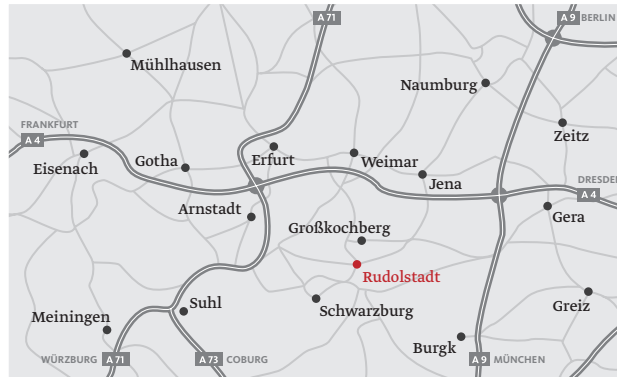 A 71
A 9 BERLIN
Mühlhausen
Naumburg
FRANKFURT
A 4
Zeitz
Eisenach
Gotha
Erfurt
Weimar
Jena
DRESDEN
A 4
Arnstadt
Gera
Großkochberg
Rudolstadt
Meiningen
Suhl
Schwarzburg
Greiz
Burgk
WÜRZBURG A 71
A 73 COBURG
A 9 MÜNCHEN